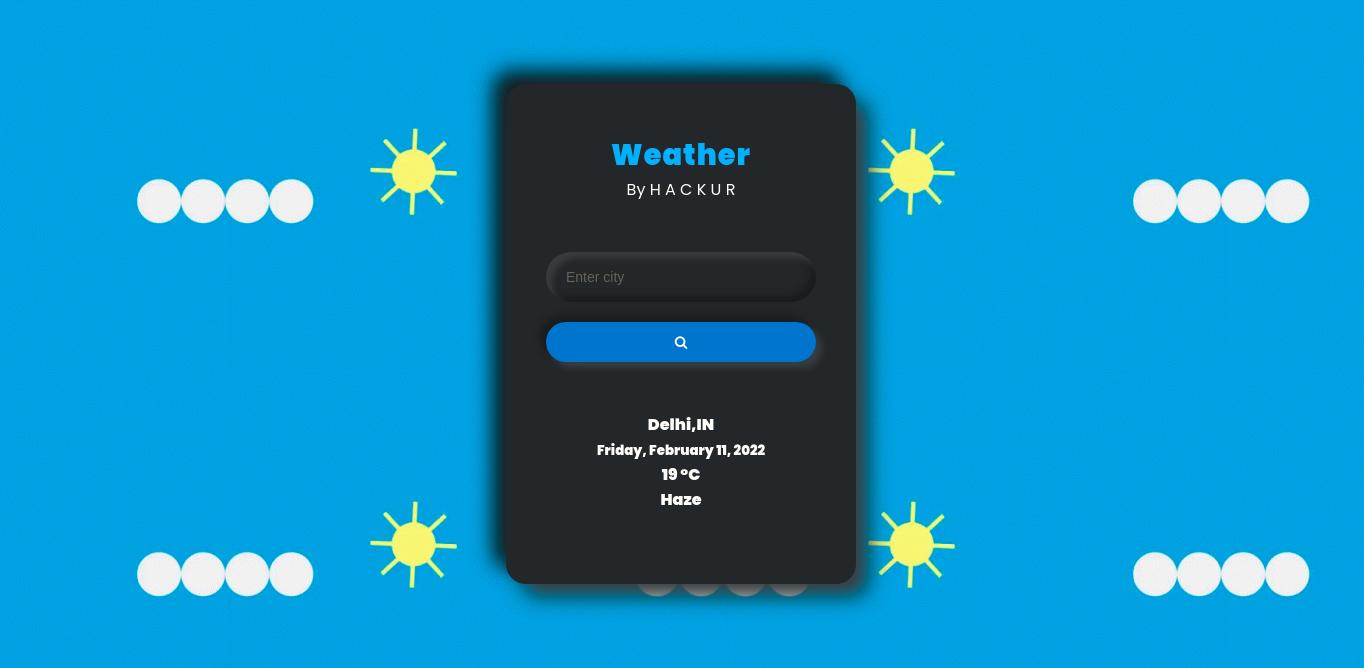 Weather
By H A C K U R
Enter city
Delhi,IN
Friday, February 11, 2022
19 °C
Haze